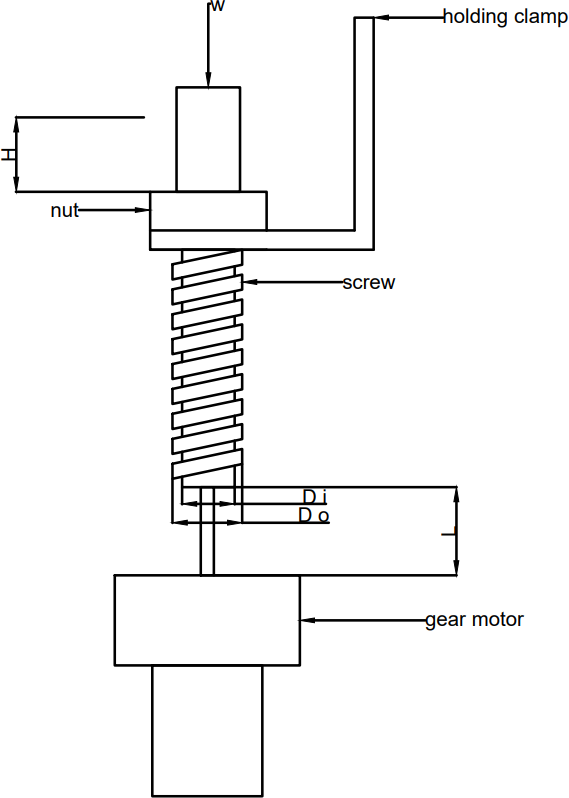 w
holding clamp
H
nut
screw
D i
D o
L
gear motor